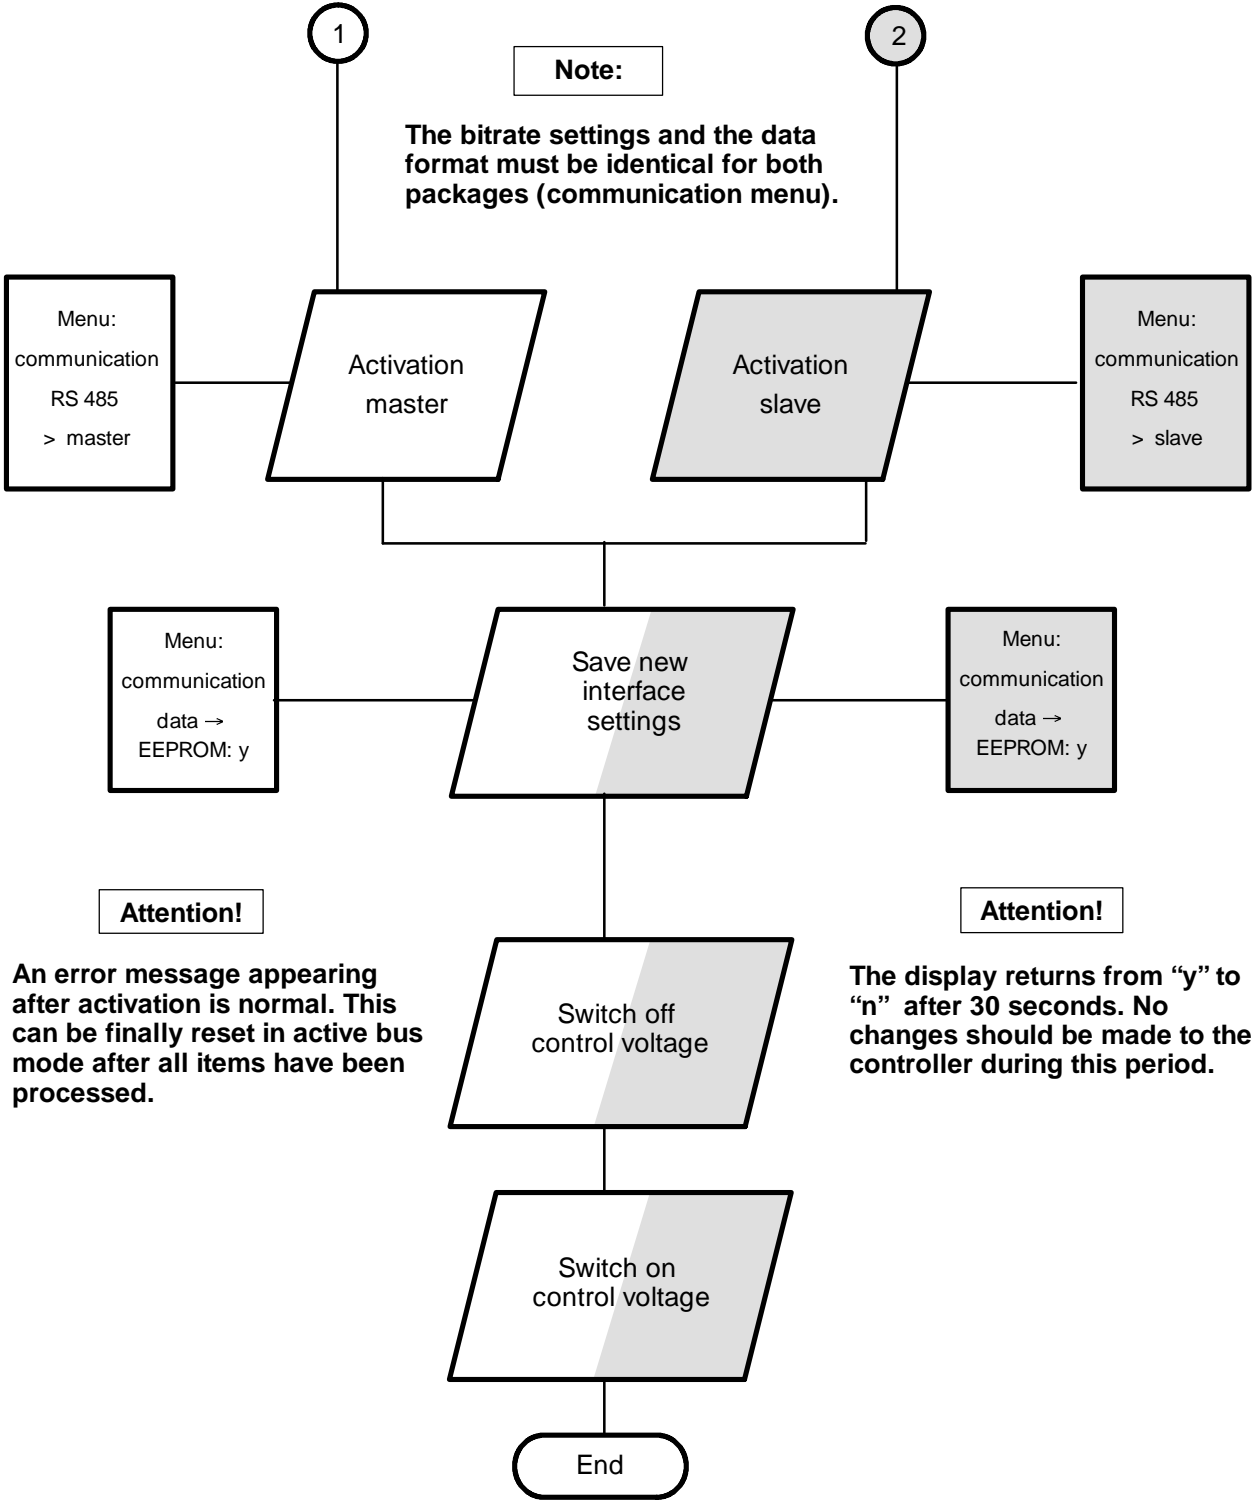 1
2
Note:
The bitrate settings and the data
format must be identical for both
packages (communication menu).
Menu:
communication
RS 485
> master
Activation
master
Activation
slave
Menu:
communication
RS 485
> slave
Menu:
communication
data →
EEPROM: y
Save new
interface
settings
Menu:
communication
data →
EEPROM: y
Attention!
An error message appearing
after activation is normal. This
can be finally reset in active bus
mode after all items have been
processed.
Switch off
control voltage
Attention!
The display returns from “y” to
“n” after 30 seconds. No
changes should be made to the
controller during this period.
Switch on
control voltage
End